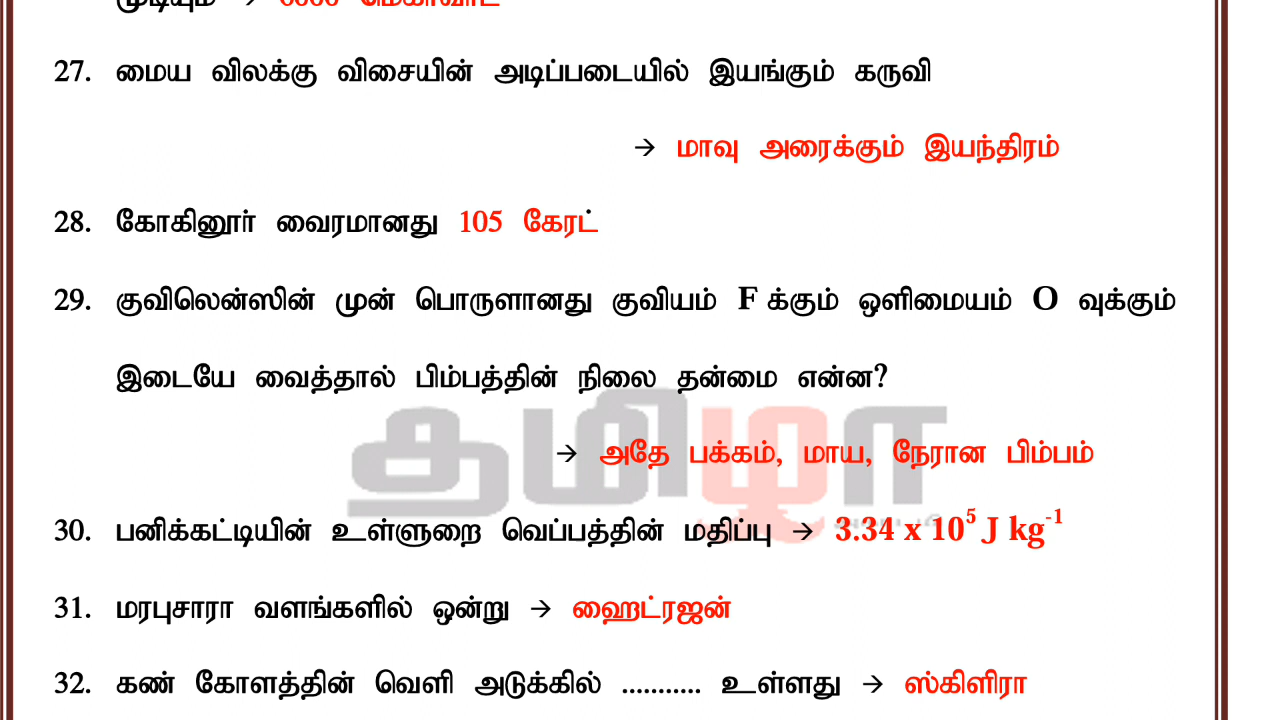 27. மைய விலக்கு விசையின் அடிப்படையில் இயங்கும் கருவி
→ மாவு அரைக்கும் இயந்திரம்
28. கோகினூர் வைரமானது 105 கேரட்
29. குவிலென்ஸின் முன் பொருளானது குவியம் F க்கும் ஒளிமையம் O வுக்கும்
இடையே வைத்தால் பிம்பத்தின் நிலை தன்மை என்ன?
தமிழா
→ அதே பக்கம், மாய, நேரான பிம்பம்
30. பனிக்கட்டியின் உள்ளுறை வெப்பத்தின் மதிப்பு → 3.34 x 10⁵ J kg⁻¹
31. மரபுசாரா வளங்களில் ஒன்று → ஹைட்ரஜன்
32. கண் கோளத்தின் வெளி அடுக்கில் ........... உள்ளது → ஸ்கிளிரா